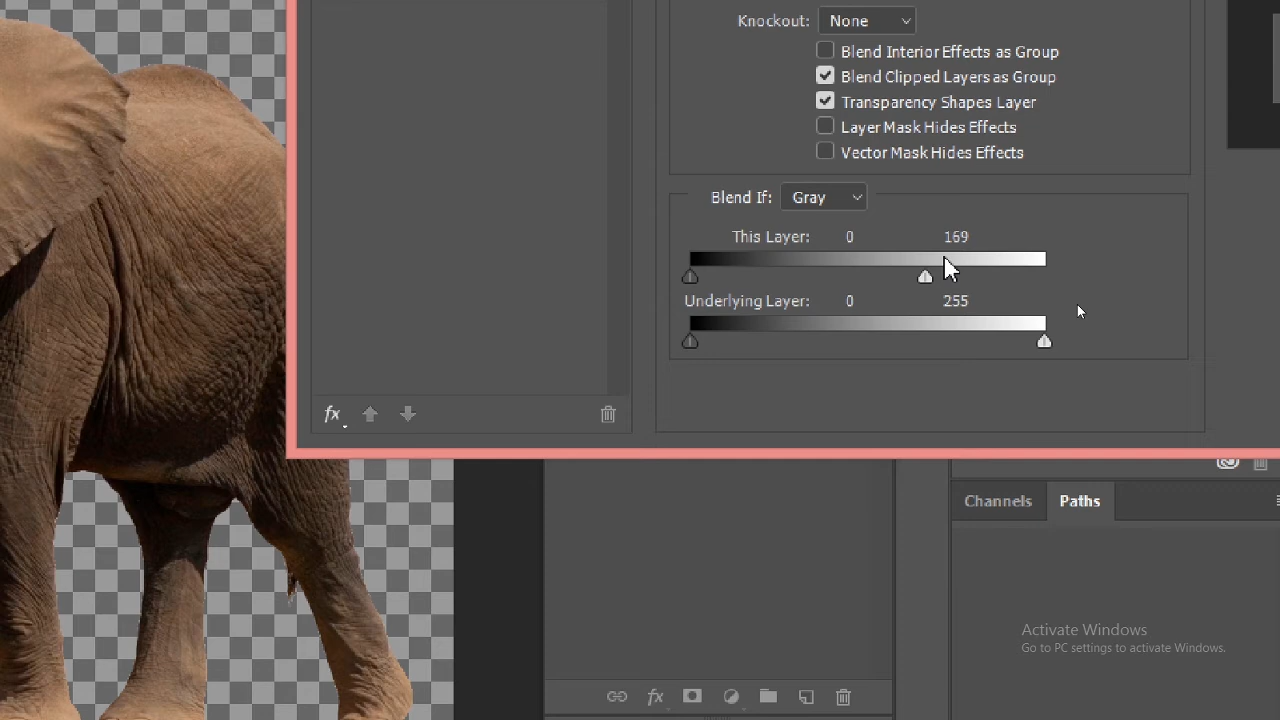 Knockout: None
Blend Interior Effects as Group
Blend Clipped Layers as Group
Transparency Shapes Layer
Layer Mask Hides Effects
Vector Mask Hides Effects
Blend If: Gray
This Layer: 0 169
Underlying Layer: 0 255
fx
Channels Paths
Activate Windows
Go to PC settings to activate Windows.
fx